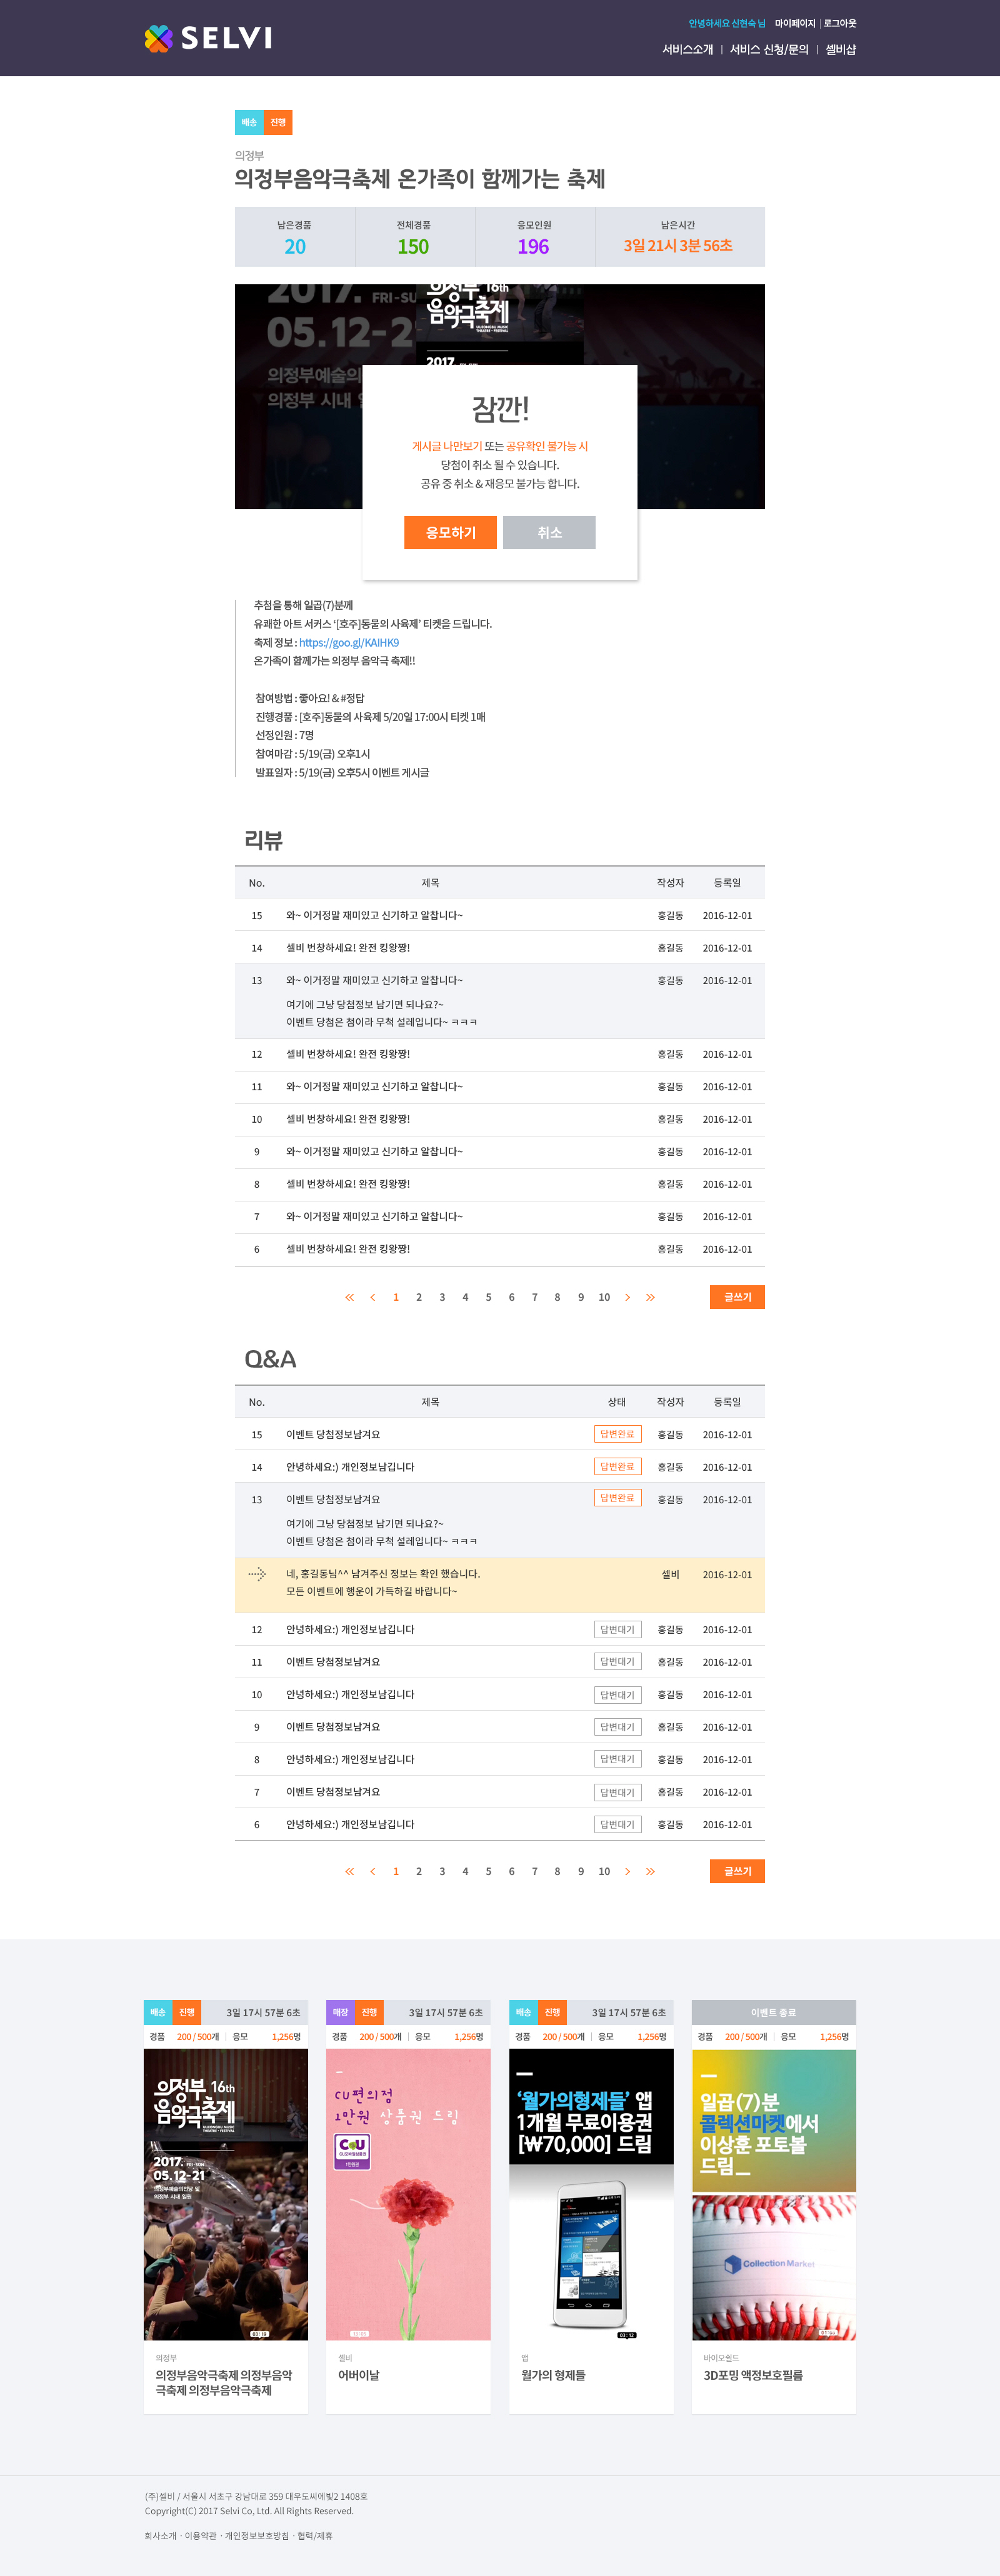 SELVI
안녕하세요 신현숙 님 마이페이지 | 로그아웃
서비스소개 | 서비스 신청/문의 | 셀비샵
배송 진행
의정부
의정부음악극축제 온가족이 함께가는 축제
남은경품 전체경품 응모인원 남은시간
20 150 196 3일 21시 3분 56초
2017. FRI-SU
05.12-2
의정부예술의
의정부 시내 일
의정부 16th
음악극축제
UIJEONGBU MUSIC
THEATRE · FESTIVAL
2017.
잠깐!
게시글 나만보기 또는 공유확인 불가능 시
당첨이 취소 될 수 있습니다.
공유 중 취소 & 재응모 불가능 합니다.
응모하기 취소
추첨을 통해 일곱(7)분께
유쾌한 아트 서커스 '[호주]동물의 사육제' 티켓을 드립니다.
축제 정보 : https://goo.gl/KAIHK9
온가족이 함께가는 의정부 음악극 축제!!
참여방법 : 좋아요! & #정답
진행경품 : [호주]동물의 사육제 5/20일 17:00시 티켓 1매
선정인원 : 7명
참여마감 : 5/19(금) 오후1시
발표일자 : 5/19(금) 오후5시 이벤트 게시글
리뷰
No. 제목 작성자 등록일
15 와~ 이거정말 재미있고 신기하고 알찹니다~ 홍길동 2016-12-01
14 셀비 번창하세요! 완전 킹왕짱! 홍길동 2016-12-01
13 와~ 이거정말 재미있고 신기하고 알찹니다~ 홍길동 2016-12-01
여기에 그냥 당첨정보 남기면 되나요?~
이벤트 당첨은 첨이라 무척 설레입니다~ ㅋㅋㅋ
12 셀비 번창하세요! 완전 킹왕짱! 홍길동 2016-12-01
11 와~ 이거정말 재미있고 신기하고 알찹니다~ 홍길동 2016-12-01
10 셀비 번창하세요! 완전 킹왕짱! 홍길동 2016-12-01
9 와~ 이거정말 재미있고 신기하고 알찹니다~ 홍길동 2016-12-01
8 셀비 번창하세요! 완전 킹왕짱! 홍길동 2016-12-01
7 와~ 이거정말 재미있고 신기하고 알찹니다~ 홍길동 2016-12-01
6 셀비 번창하세요! 완전 킹왕짱! 홍길동 2016-12-01
« < 1 2 3 4 5 6 7 8 9 10 > » 글쓰기
Q&A
No. 제목 상태 작성자 등록일
15 이벤트 당첨정보남겨요 답변완료 홍길동 2016-12-01
14 안녕하세요:) 개인정보남깁니다 답변완료 홍길동 2016-12-01
13 이벤트 당첨정보남겨요 답변완료 홍길동 2016-12-01
여기에 그냥 당첨정보 남기면 되나요?~
이벤트 당첨은 첨이라 무척 설레입니다~ ㅋㅋㅋ
네, 홍길동님^^ 남겨주신 정보는 확인 했습니다. 셀비 2016-12-01
모든 이벤트에 행운이 가득하길 바랍니다~
12 안녕하세요:) 개인정보남깁니다 답변대기 홍길동 2016-12-01
11 이벤트 당첨정보남겨요 답변대기 홍길동 2016-12-01
10 안녕하세요:) 개인정보남깁니다 답변대기 홍길동 2016-12-01
9 이벤트 당첨정보남겨요 답변대기 홍길동 2016-12-01
8 안녕하세요:) 개인정보남깁니다 답변대기 홍길동 2016-12-01
7 이벤트 당첨정보남겨요 답변대기 홍길동 2016-12-01
6 안녕하세요:) 개인정보남깁니다 답변대기 홍길동 2016-12-01
« < 1 2 3 4 5 6 7 8 9 10 > » 글쓰기
배송 진행 3일 17시 57분 6초
경품 200 / 500개 | 응모 1,256명
의정부 16th
음악극축제
UIJEONGBU MUSIC
THEATRE · FESTIVAL
2017. FRI-SUN
05.12-21
의정부예술의전당 및
의정부 시내 일원
의정부
의정부음악극축제 의정부음악
극축제 의정부음악극축제
매장 진행 3일 17시 57분 6초
경품 200 / 500개 | 응모 1,256명
CU편의점
1만원 상품권 드림
CU
CU모바일상품권
1만원권
셀비
어버이날
배송 진행 3일 17시 57분 6초
경품 200 / 500개 | 응모 1,256명
‘월가의형제들’ 앱
1개월 무료이용권
[₩70,000] 드림
03:12
앱
월가의 형제들
이벤트 종료
경품 200 / 500개 | 응모 1,256명
일곱(7)분
콜렉션마켓에서
이상훈 포토볼
드림_
Collection Market
바이오쉴드
3D포밍 액정보호필름
(주)셀비 / 서울시 서초구 강남대로 359 대우도씨에빛2 1408호
Copyright(C) 2017 Selvi Co, Ltd. All Rights Reserved.
회사소개 · 이용약관 · 개인정보보호방침 · 협력/제휴